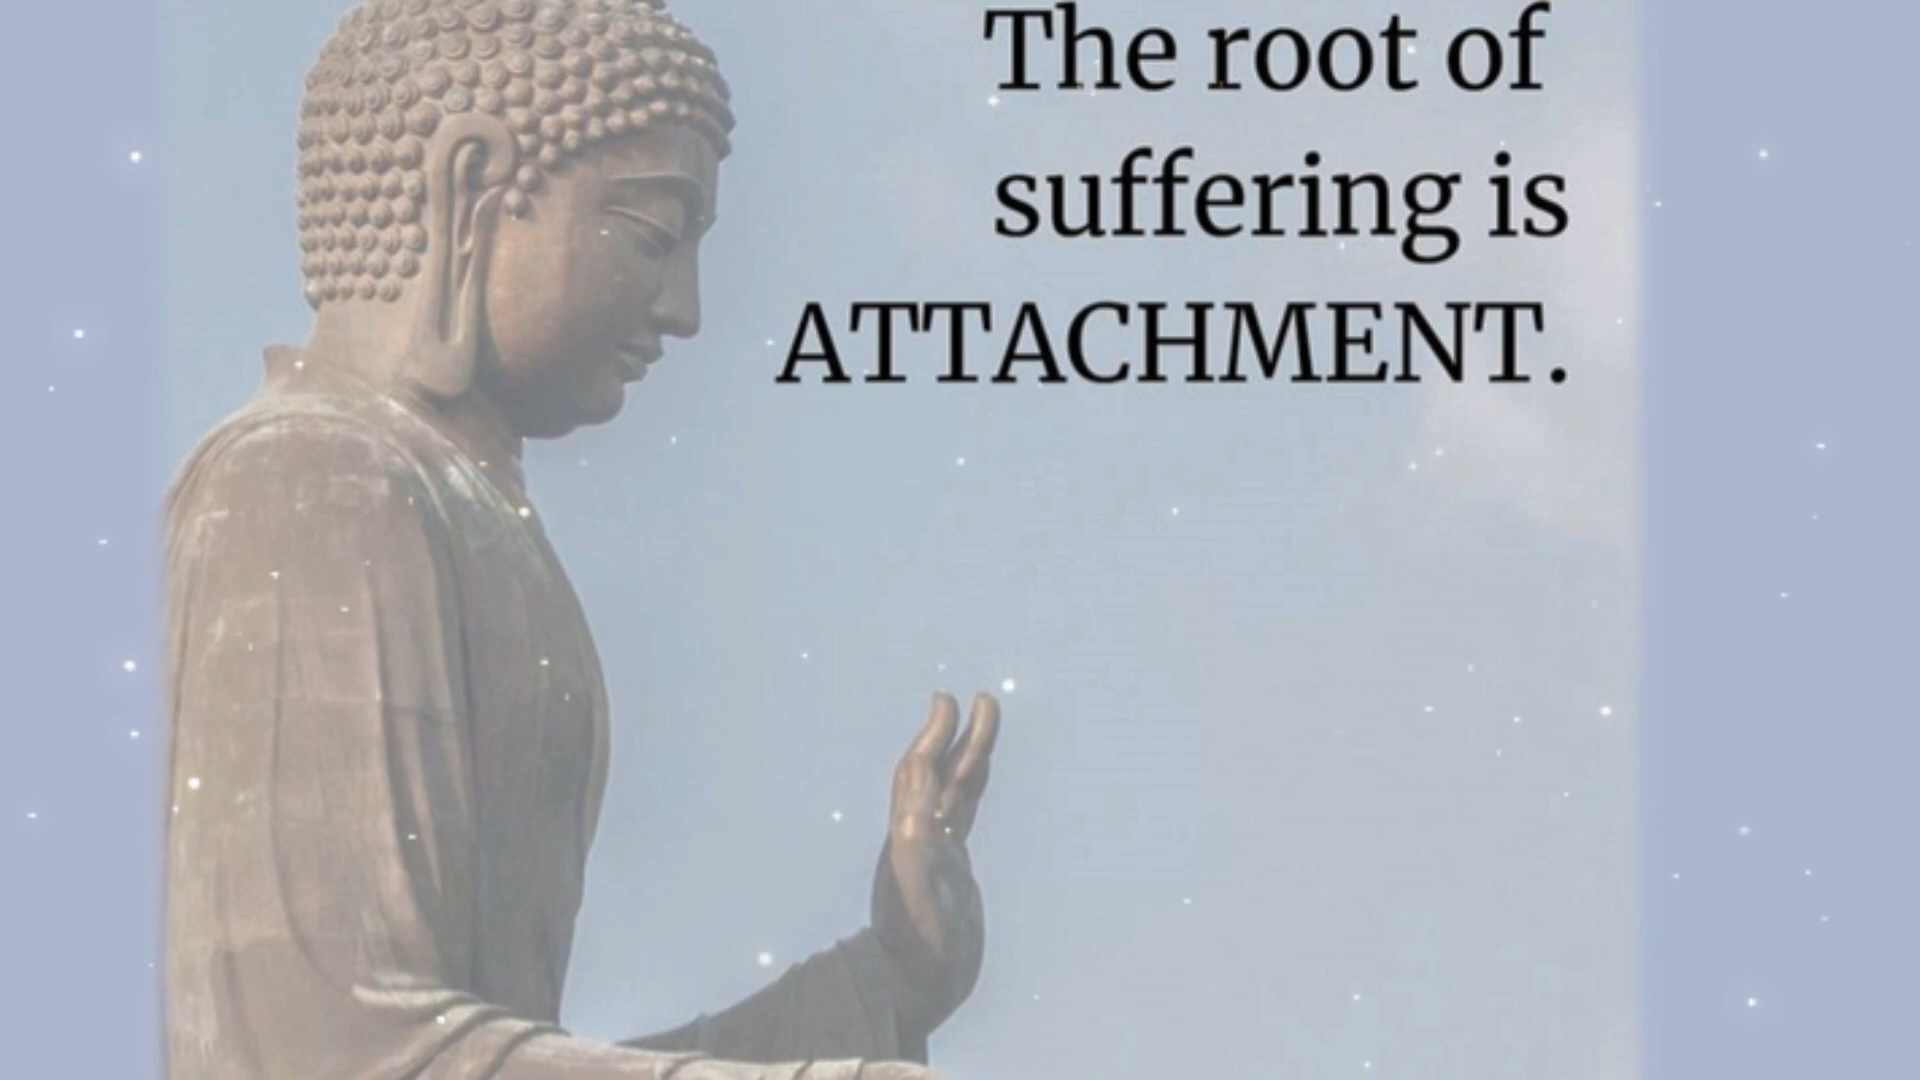 The root of
suffering is
ATTACHMENT.